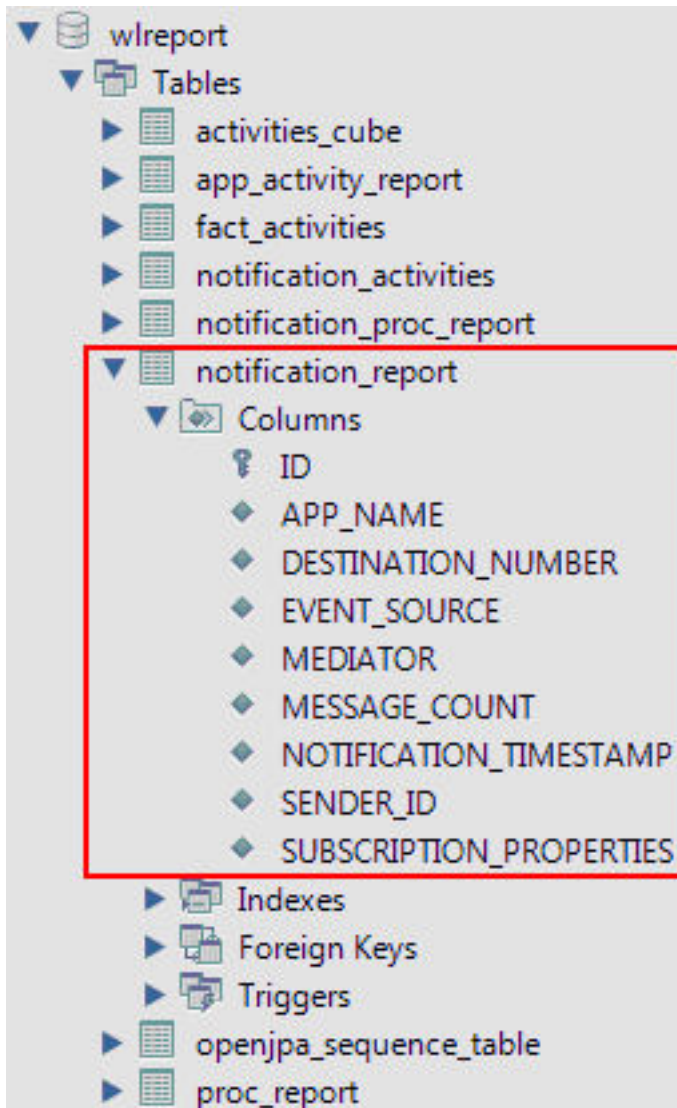 wlreport
Tables
activities_cube
app_activity_report
fact_activities
notification_activities
notification_proc_report
notification_report
Columns
ID
APP_NAME
DESTINATION_NUMBER
EVENT_SOURCE
MEDIATOR
MESSAGE_COUNT
NOTIFICATION_TIMESTAMP
SENDER_ID
SUBSCRIPTION_PROPERTIES
Indexes
Foreign Keys
Triggers
openjpa_sequence_table
proc_report